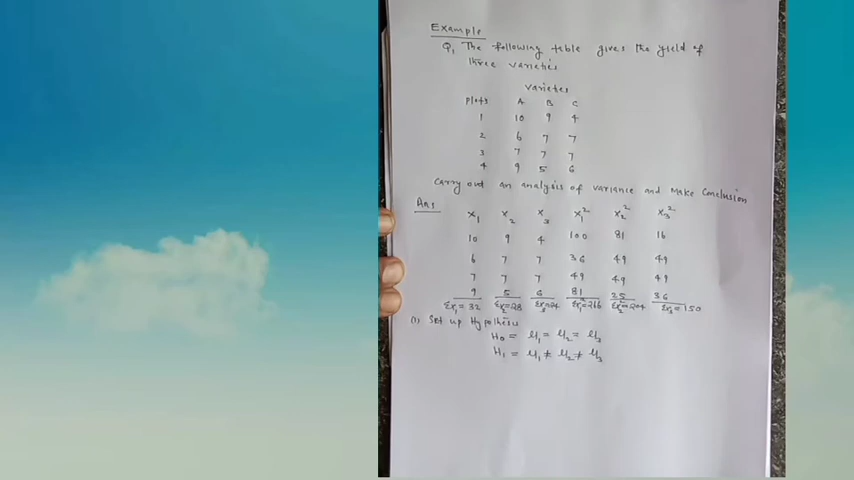 Example
Q1 The following table gives the yield of
three varieties
varietes
plots A B C
1 10 9 4
2 6 7 7
3 7 7 7
4 9 5 6
carry out an analysis of variance and make conclusion
Ans
x₁ x₂ x₃ x₁² x₂² x₃²
10 9 4 100 81 16
6 7 7 36 49 49
7 7 7 49 49 49
9 5 6 81 25 36
Σx₁ = 32 Σx₂=28 Σx₃=24 Σx₁²=266 Σx₂²=204 Σx₃²=150
(1) Set up Hypothesis
H₀ = μ₁ = μ₂ = μ₃
H₁ = μ₁ ≠ μ₂ ≠ μ₃